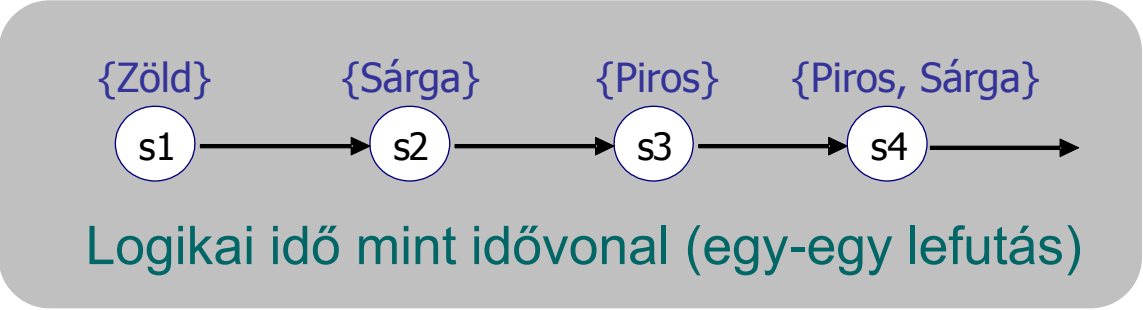 {Zöld} {Sárga} {Piros} {Piros, Sárga}
s1 s2 s3 s4
Logikai idő mint idővonal (egy-egy lefutás)